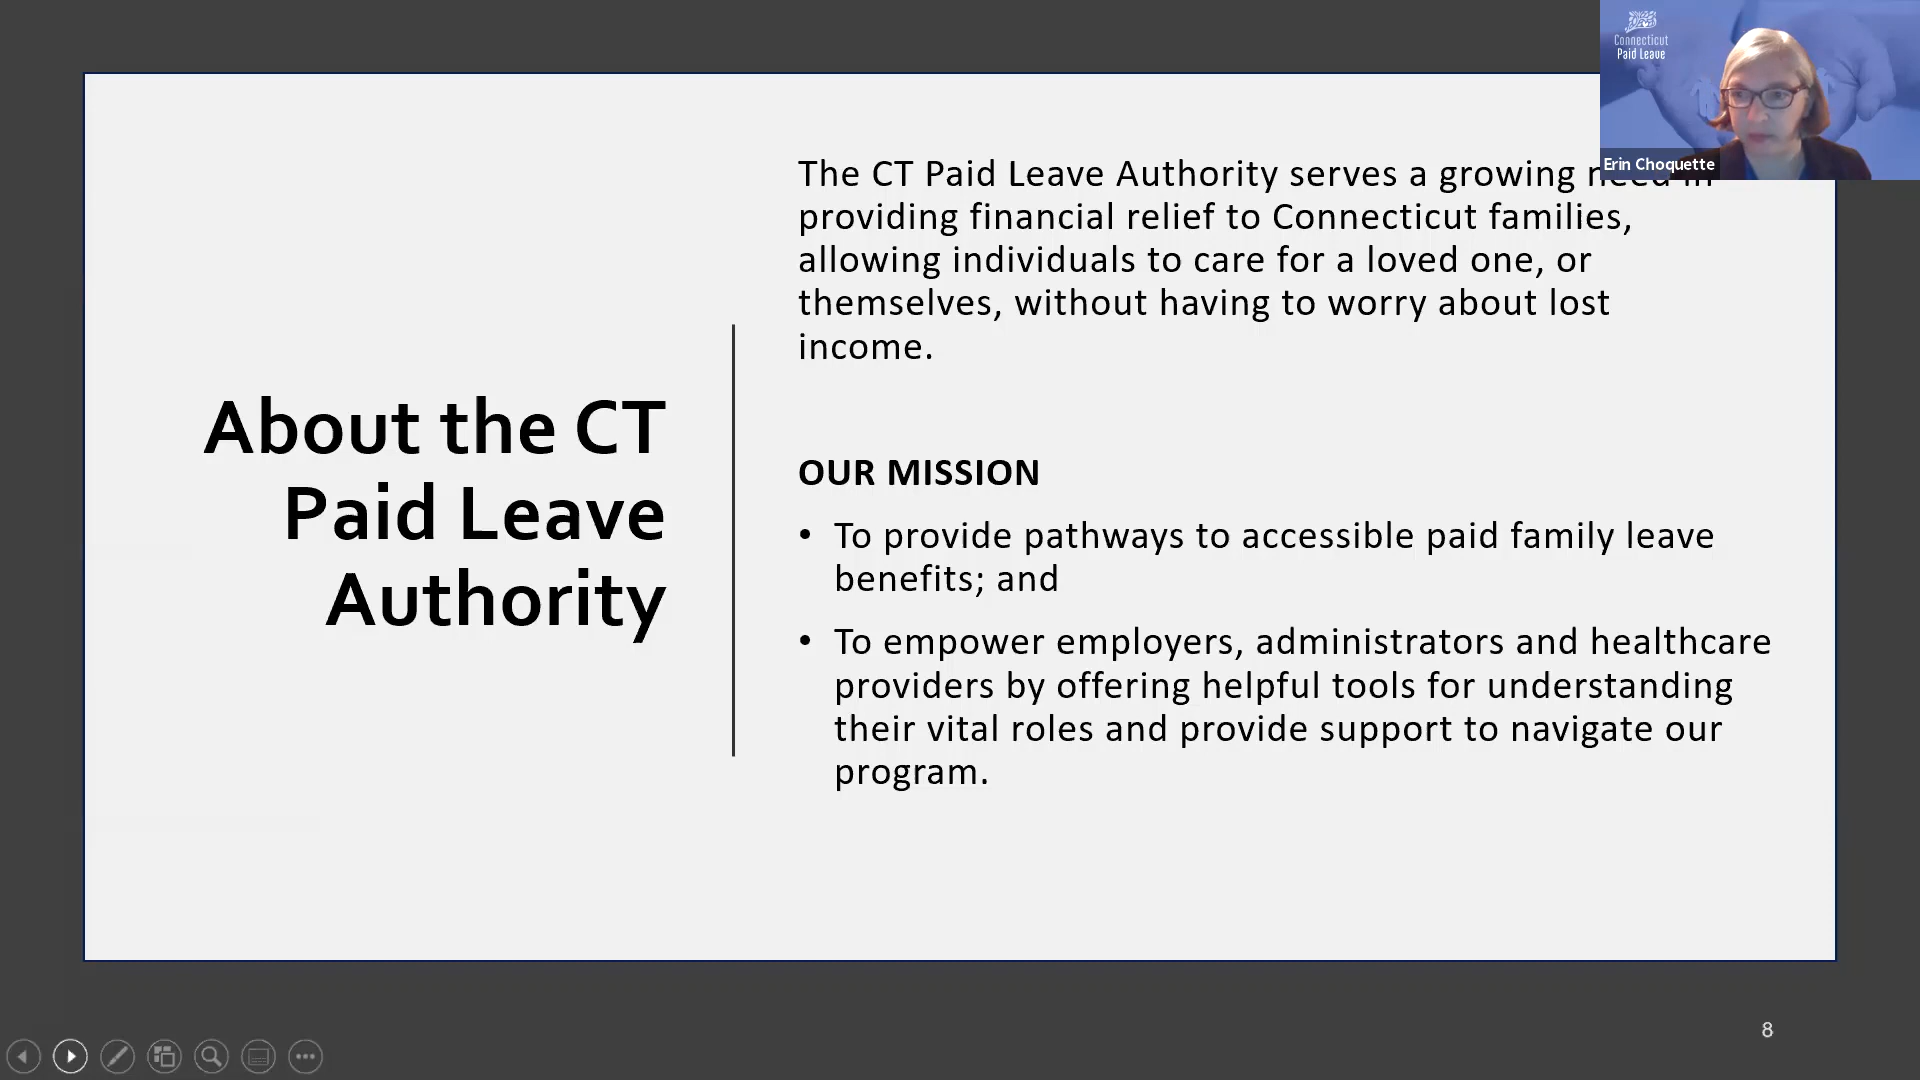 Connecticut
Paid Leave
Erin Choquette
About the CT
Paid Leave
Authority
The CT Paid Leave Authority serves a growing need in
providing financial relief to Connecticut families,
allowing individuals to care for a loved one, or
themselves, without having to worry about lost
income.
OUR MISSION
• To provide pathways to accessible paid family leave
benefits; and
• To empower employers, administrators and healthcare
providers by offering helpful tools for understanding
their vital roles and provide support to navigate our
program.
8